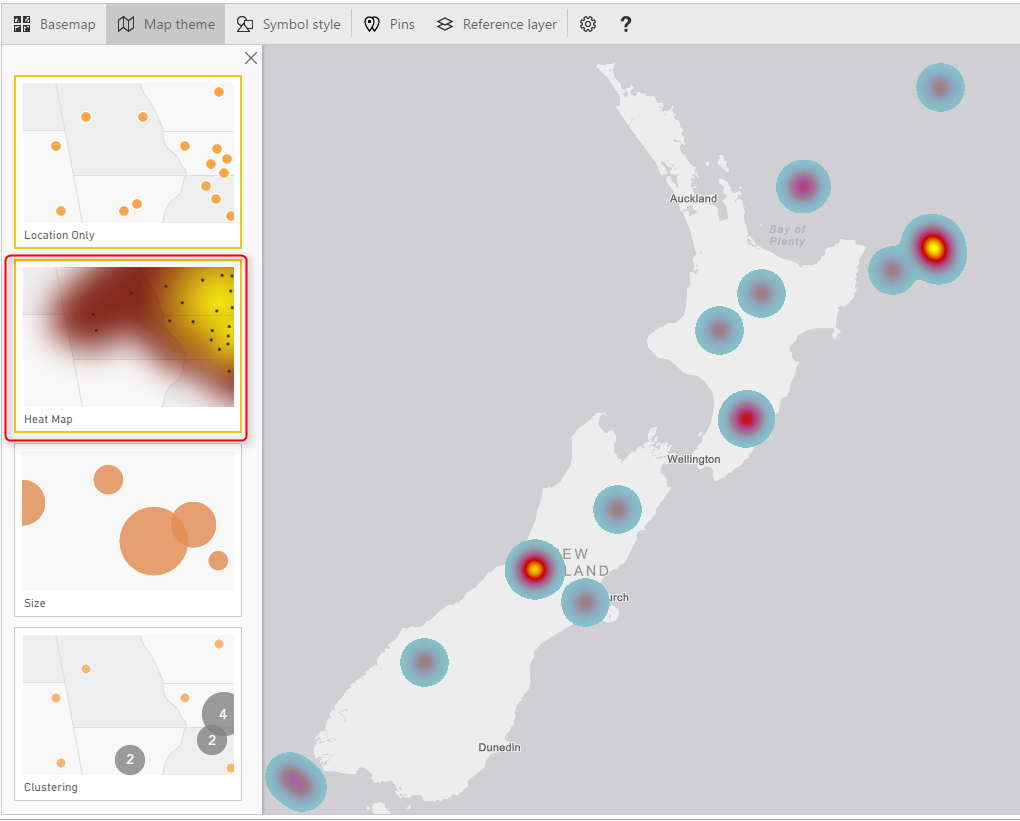 Basemap
Map theme
Symbol style
Pins
Reference layer
?
Location Only
Heat Map
Size
4
2
2
Clustering
Auckland
Bay of
Plenty
Wellington
EW
LAND
urch
Dunedin